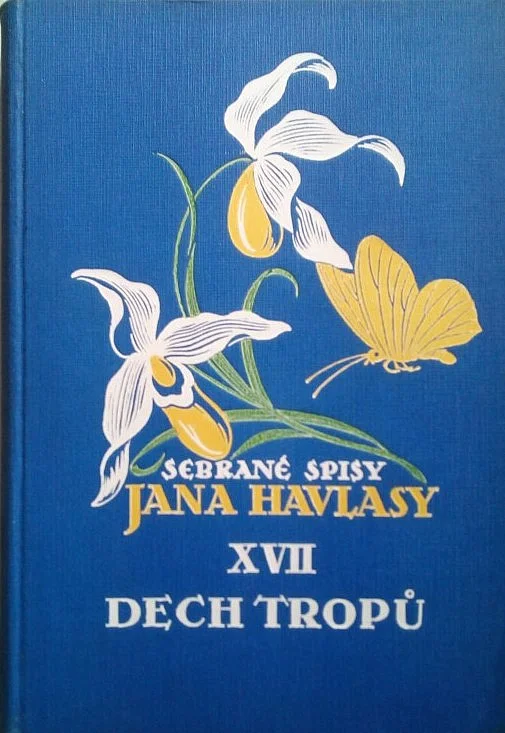 SEBRANÉ SPISY
JANA HAVLASY
XVII
DECH TROPŮ